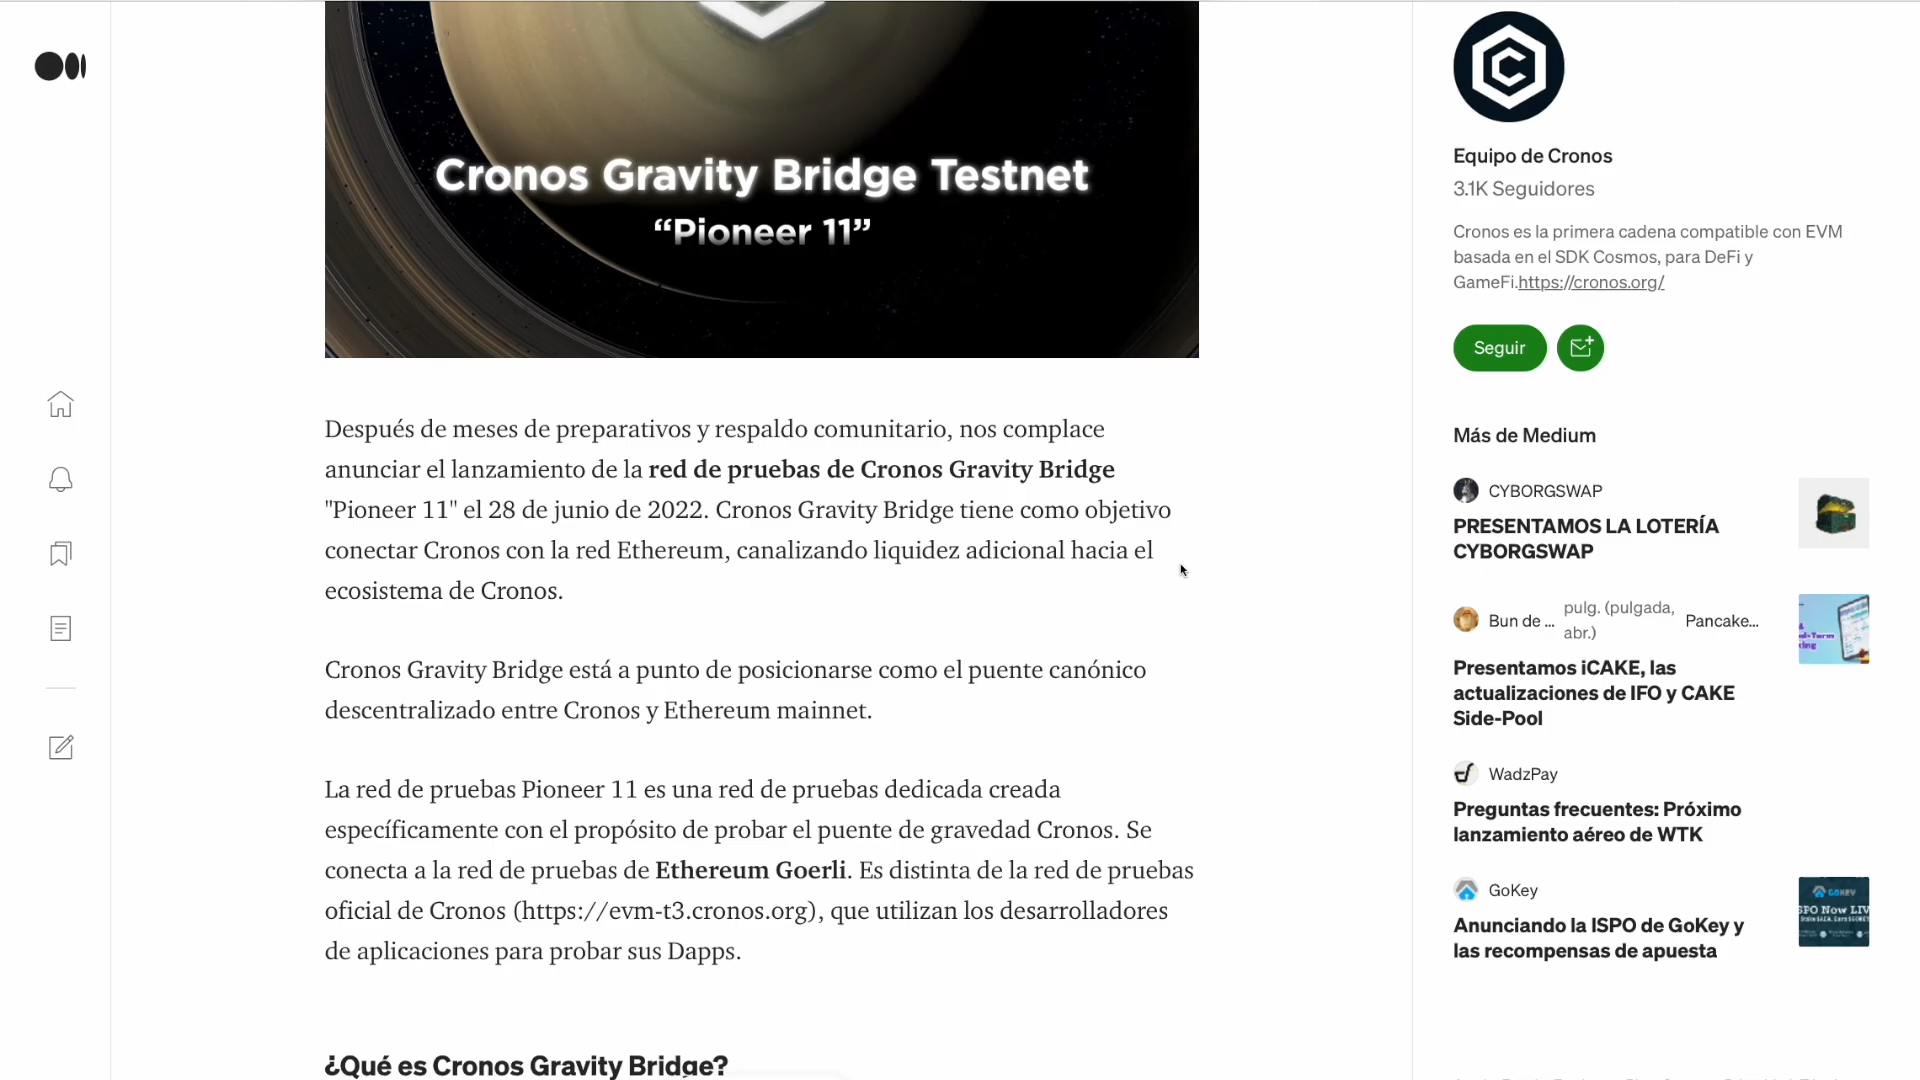 Cronos Gravity Bridge Testnet
“Pioneer 11”
Después de meses de preparativos y respaldo comunitario, nos complace
anunciar el lanzamiento de la red de pruebas de Cronos Gravity Bridge
"Pioneer 11" el 28 de junio de 2022. Cronos Gravity Bridge tiene como objetivo
conectar Cronos con la red Ethereum, canalizando liquidez adicional hacia el
ecosistema de Cronos.
Cronos Gravity Bridge está a punto de posicionarse como el puente canónico
descentralizado entre Cronos y Ethereum mainnet.
La red de pruebas Pioneer 11 es una red de pruebas dedicada creada
específicamente con el propósito de probar el puente de gravedad Cronos. Se
conecta a la red de pruebas de Ethereum Goerli. Es distinta de la red de pruebas
oficial de Cronos (https://evm-t3.cronos.org), que utilizan los desarrolladores
de aplicaciones para probar sus Dapps.
¿Qué es Cronos Gravity Bridge?
Equipo de Cronos
3.1K Seguidores
Cronos es la primera cadena compatible con EVM
basada en el SDK Cosmos, para DeFi y
GameFi.https://cronos.org/
Seguir
Más de Medium
CYBORGSWAP
PRESENTAMOS LA LOTERÍA
CYBORGSWAP
Bun de ... pulg. (pulgada, abr.) Pancake...
Presentamos iCAKE, las
actualizaciones de IFO y CAKE
Side-Pool
WadzPay
Preguntas frecuentes: Próximo
lanzamiento aéreo de WTK
GoKey
Anunciando la ISPO de GoKey y
las recompensas de apuesta
GOKEY
SPO Now LIV